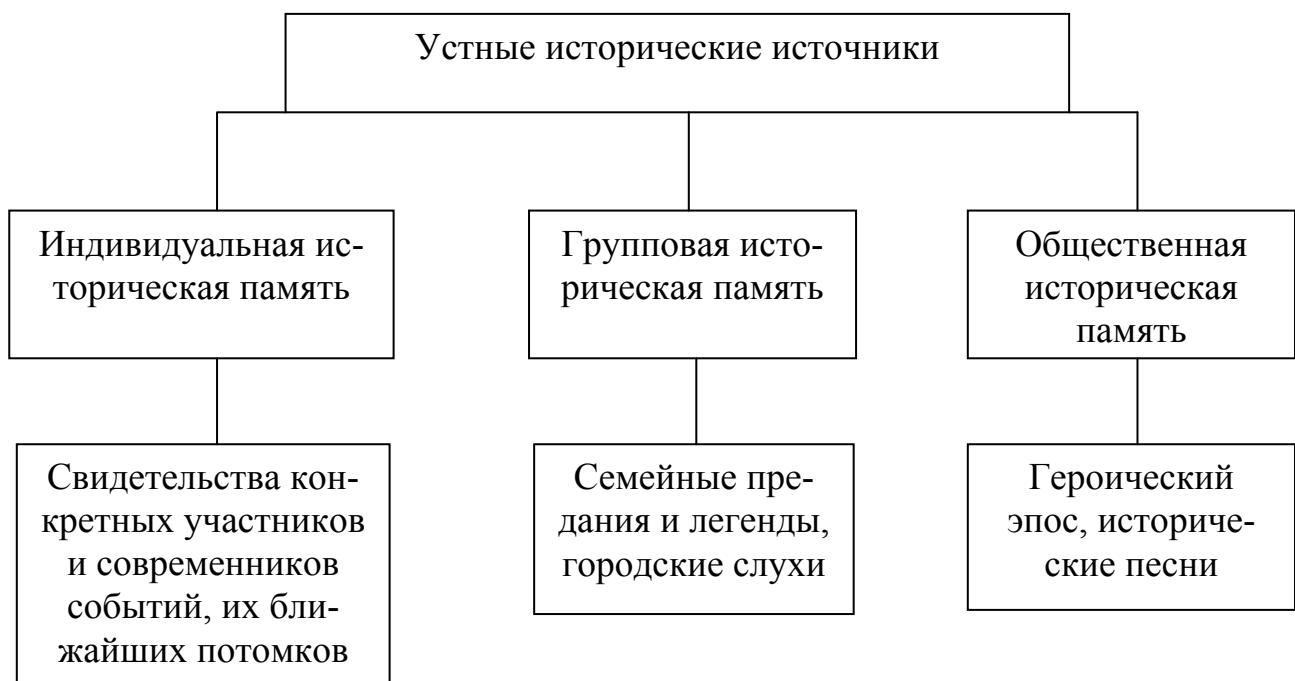 Устные исторические источники
Индивидуальная ис-
торическая память
Групповая исто-
рическая память
Общественная
историческая
память
Свидетельства кон-
кретных участников
и современников
событий, их бли-
жайших потомков
Семейные пре-
дания и легенды,
городские слухи
Героический
эпос, историче-
ские песни